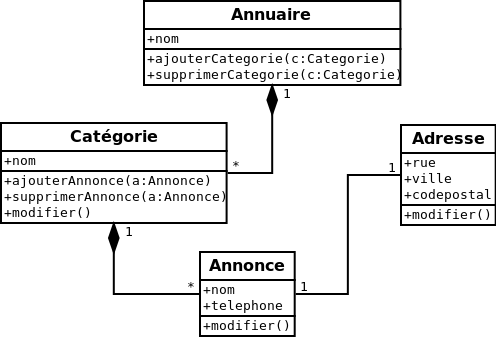 Annuaire
+nom
+ajouterCategorie(c:Categorie)
+supprimerCategorie(c:Categorie)
1
*
Catégorie
+nom
+ajouterAnnonce(a:Annonce)
+supprimerAnnonce(a:Annonce)
+modifier()
1
Adresse
+rue
+ville
+codepostal
+modifier()
1
*
Annonce
+nom
+telephone
+modifier()
1